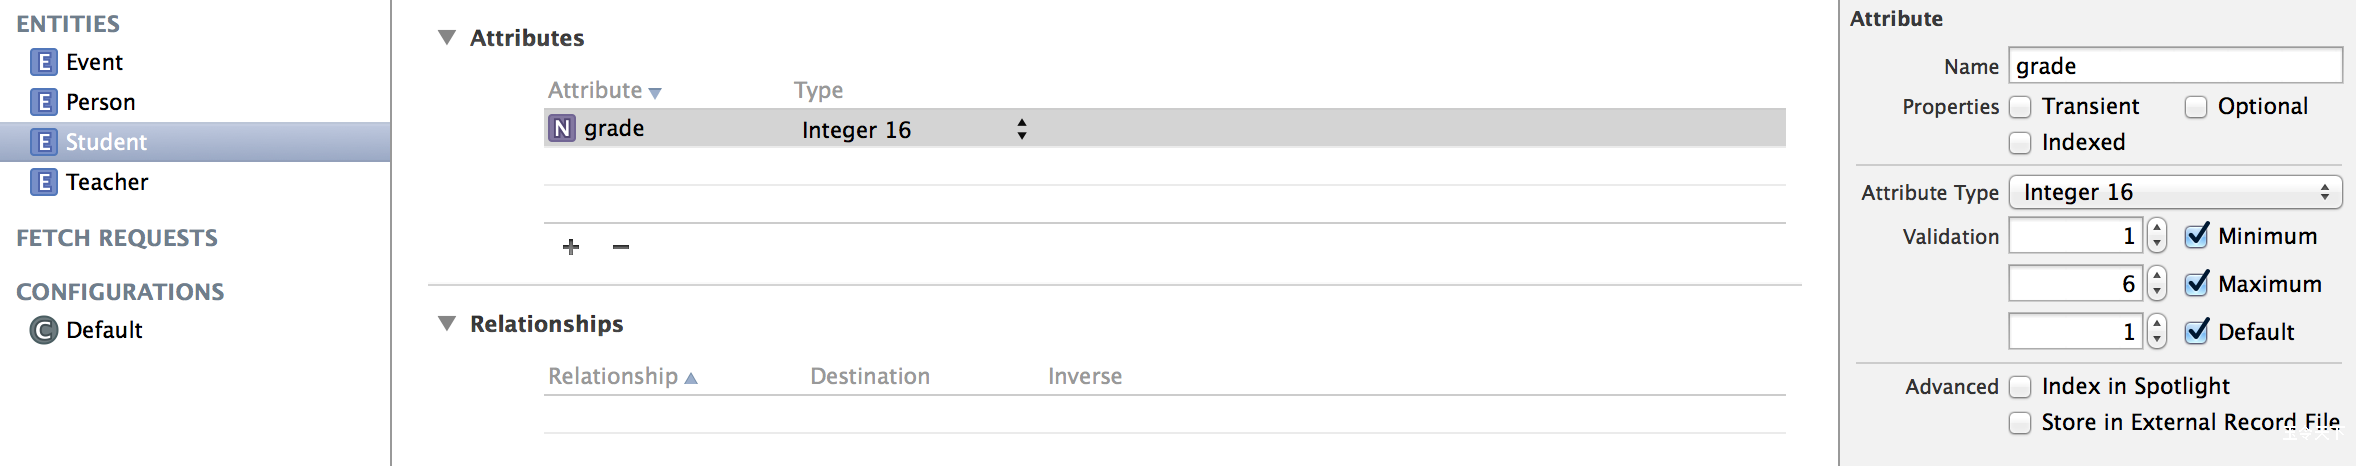 ENTITIES
E Event
E Person
E Student
E Teacher
FETCH REQUESTS
CONFIGURATIONS
C Default
Attributes
Attribute Type
N grade Integer 16
+ −
Relationships
Relationship Destination Inverse
Attribute
Name grade
Properties Transient Optional
Indexed
Attribute Type Integer 16
Validation 1 Minimum
6 Maximum
1 Default
Advanced Index in Spotlight
Store in External Record File